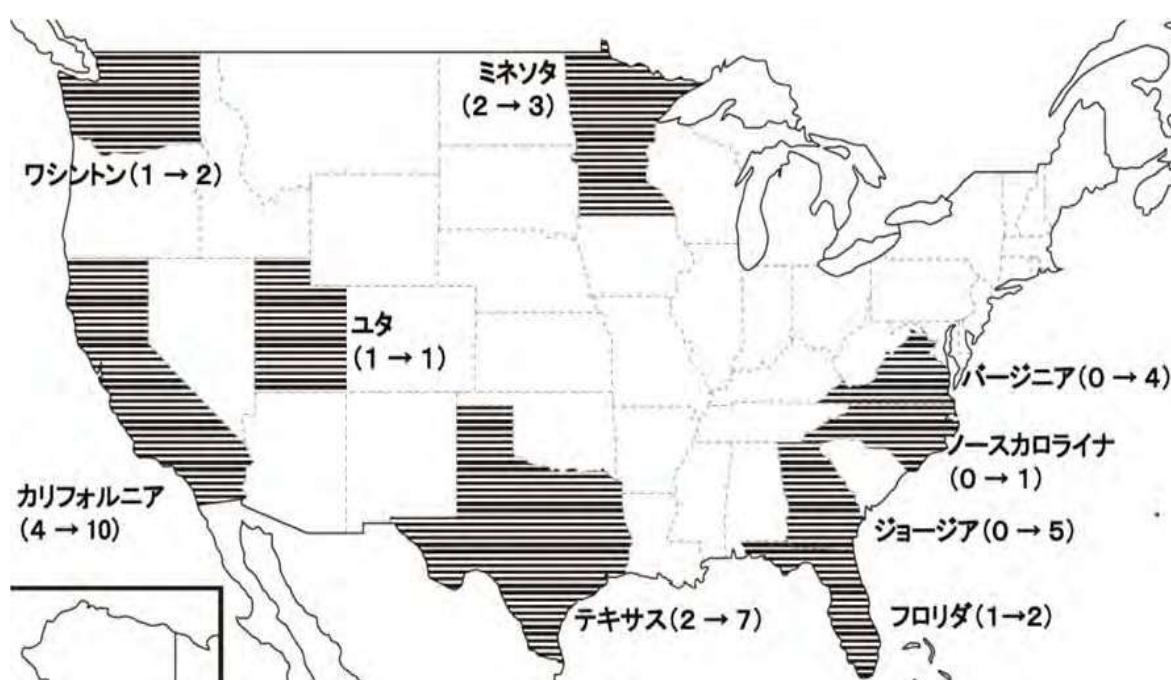 ミネソタ
(2 → 3)
ワシントン(1 → 2)
ユタ
(1 → 1)
バージニア(0 → 4)
ノースカロライナ
(0 → 1)
カリフォルニア
(4 → 10)
ジョージア(0 → 5)
テキサス(2 → 7)
フロリダ(1→2)